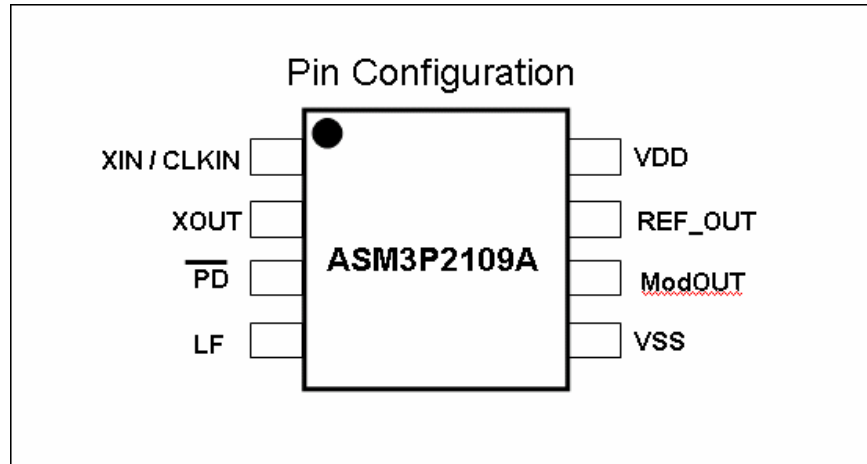 Pin Configuration
XIN / CLKIN
XOUT
PD
LF
ASM3P2109A
VDD
REF_OUT
ModOUT
VSS